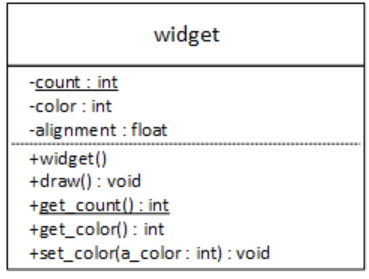 widget
-count : int
-color : int
-alignment : float
+widget()
+draw() : void
+get_count() : int
+get_color() : int
+set_color(a_color : int) : void